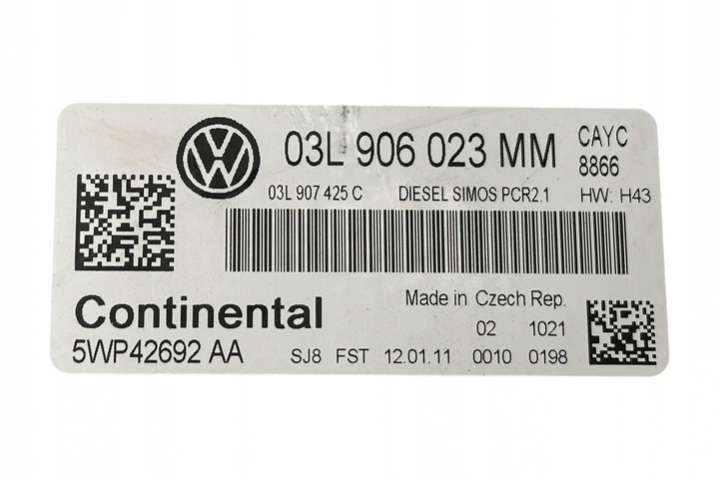 03L 906 023 MM
CAYC
8866
03L 907 425 C DIESEL SIMOS PCR2.1 HW: H43
Continental
Made in Czech Rep.
02 1021
5WP42692 AA SJ8 FST 12.01.11 0010 0198